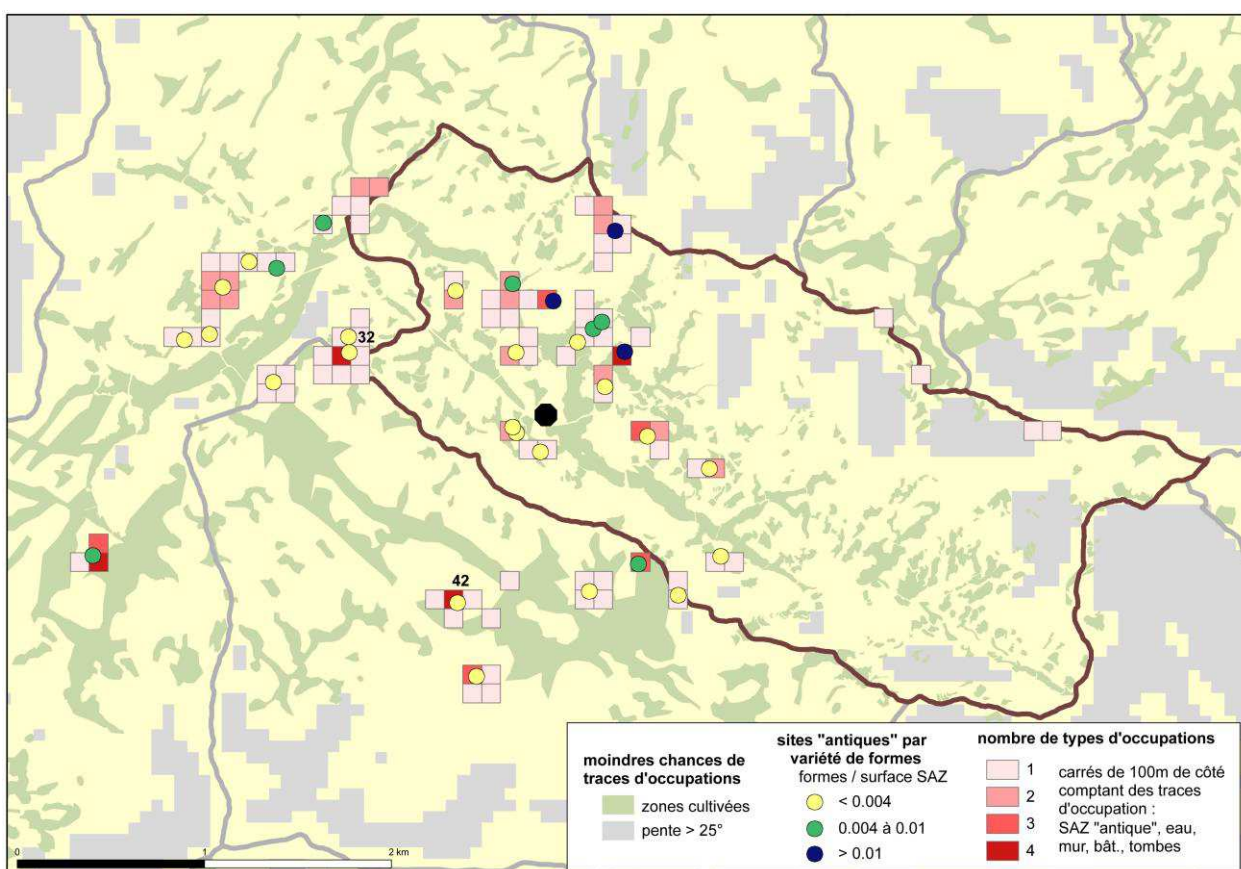 32
42
0
1
2 km
moindres chances de
traces d'occupations
zones cultivées
pente > 25°
sites "antiques" par
variété de formes
formes / surface SAZ
< 0.004
0.004 à 0.01
> 0.01
nombre de types d'occupations
1
2
3
4
carrés de 100m de côté
comptant des traces
d'occupation :
SAZ "antique", eau,
mur, bât., tombes